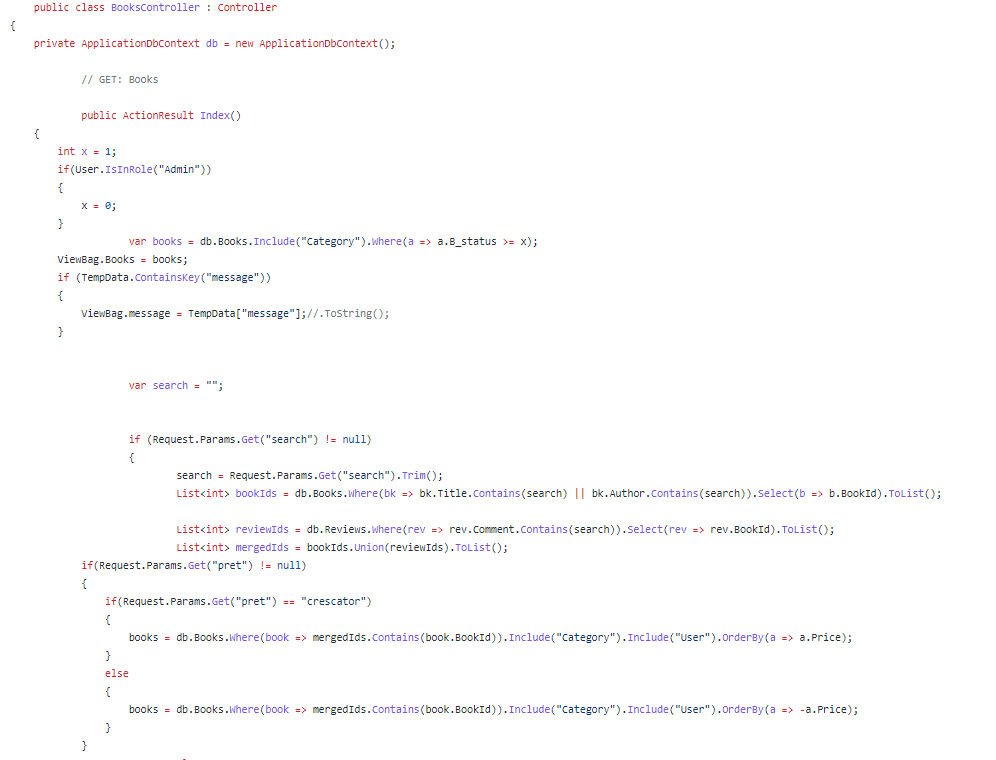 public class BooksController : Controller
{
private ApplicationDbContext db = new ApplicationDbContext();
// GET: Books
public ActionResult Index()
{
int x = 1;
if(User.IsInRole("Admin"))
{
x = 0;
}
var books = db.Books.Include("Category").Where(a => a.B_status >= x);
ViewBag.Books = books;
if (TempData.ContainsKey("message"))
{
ViewBag.message = TempData["message"];//.ToString();
}
var search = "";
if (Request.Params.Get("search") != null)
{
search = Request.Params.Get("search").Trim();
List<int> bookIds = db.Books.Where(bk => bk.Title.Contains(search) || bk.Author.Contains(search)).Select(b => b.BookId).ToList();
List<int> reviewIds = db.Reviews.Where(rev => rev.Comment.Contains(search)).Select(rev => rev.BookId).ToList();
List<int> mergedIds = bookIds.Union(reviewIds).ToList();
if(Request.Params.Get("pret") != null)
{
if(Request.Params.Get("pret") == "crescator")
{
books = db.Books.Where(book => mergedIds.Contains(book.BookId)).Include("Category").Include("User").OrderBy(a => a.Price);
}
else
{
books = db.Books.Where(book => mergedIds.Contains(book.BookId)).Include("Category").Include("User").OrderBy(a => -a.Price);
}
}